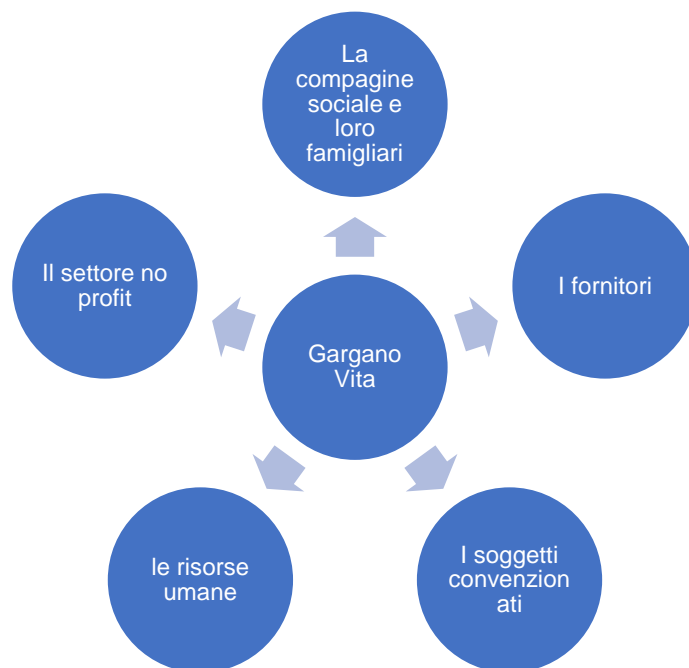 La
compagine
sociale e
loro
famigliari
Il settore no
profit
I fornitori
Gargano
Vita
le risorse
umane
I soggetti
convenzion
ati